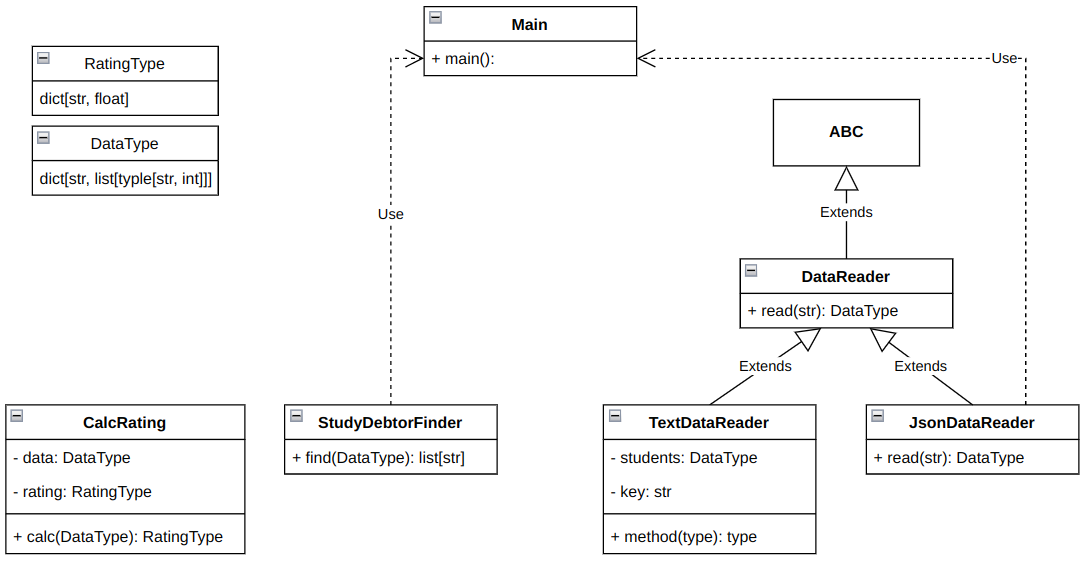 Main
+ main():
RatingType
dict[str, float]
DataType
dict[str, list[typle[str, int]]]
Use
Use
ABC
Extends
DataReader
+ read(str): DataType
Extends
Extends
CalcRating
- data: DataType
- rating: RatingType
+ calc(DataType): RatingType
StudyDebtorFinder
+ find(DataType): list[str]
TextDataReader
- students: DataType
- key: str
+ method(type): type
JsonDataReader
+ read(str): DataType